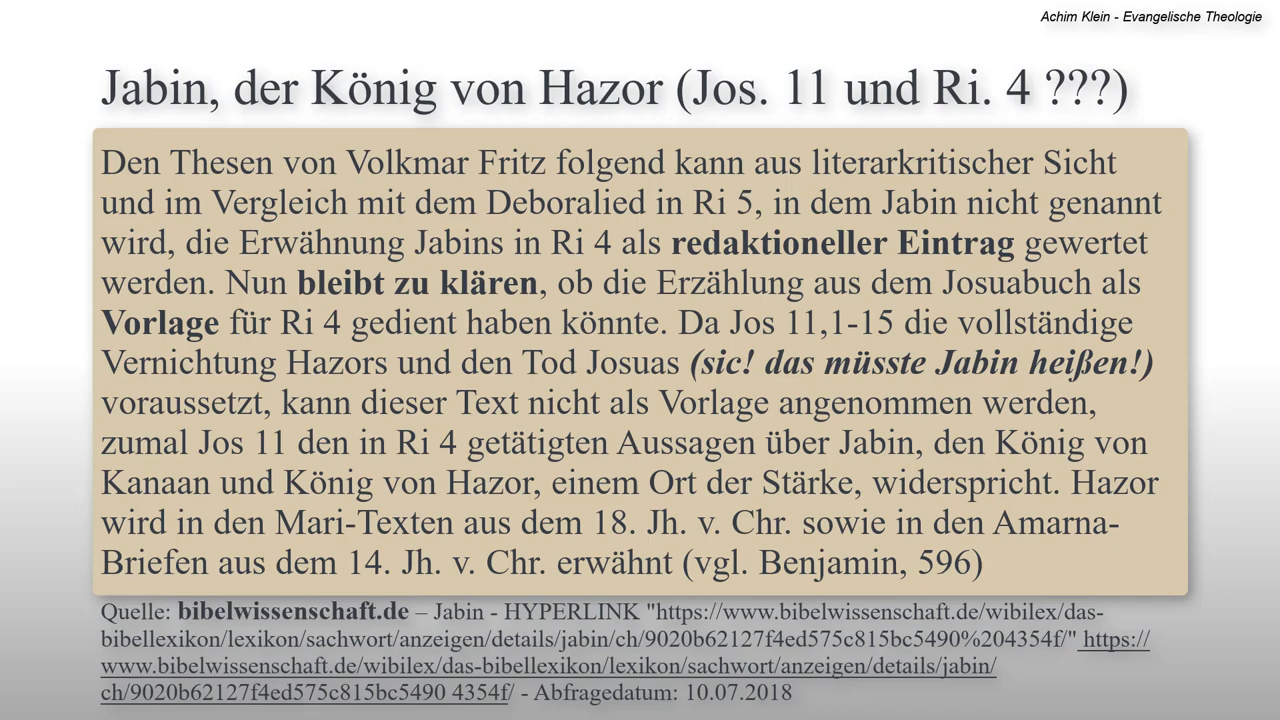 Achim Klein - Evangelische Theologie
Jabin, der König von Hazor (Jos. 11 und Ri. 4 ???)
Den Thesen von Volkmar Fritz folgend kann aus literarkritischer Sicht
und im Vergleich mit dem Deboralied in Ri 5, in dem Jabin nicht genannt
wird, die Erwähnung Jabins in Ri 4 als redaktioneller Eintrag gewertet
werden. Nun bleibt zu klären, ob die Erzählung aus dem Josuabuch als
Vorlage für Ri 4 gedient haben könnte. Da Jos 11,1-15 die vollständige
Vernichtung Hazors und den Tod Josuas (sic! das müsste Jabin heißen!)
voraussetzt, kann dieser Text nicht als Vorlage angenommen werden,
zumal Jos 11 den in Ri 4 getätigten Aussagen über Jabin, den König von
Kanaan und König von Hazor, einem Ort der Stärke, widerspricht. Hazor
wird in den Mari-Texten aus dem 18. Jh. v. Chr. sowie in den Amarna-
Briefen aus dem 14. Jh. v. Chr. erwähnt (vgl. Benjamin, 596)
Quelle: bibelwissenschaft.de – Jabin - HYPERLINK "https://www.bibelwissenschaft.de/wibilex/das-
bibellexikon/lexikon/sachwort/anzeigen/details/jabin/ch/9020b62127f4ed575c815bc5490%204354f/" https://
www.bibelwissenschaft.de/wibilex/das-bibellexikon/lexikon/sachwort/anzeigen/details/jabin/
ch/9020b62127f4ed575c815bc5490 4354f/ - Abfragedatum: 10.07.2018